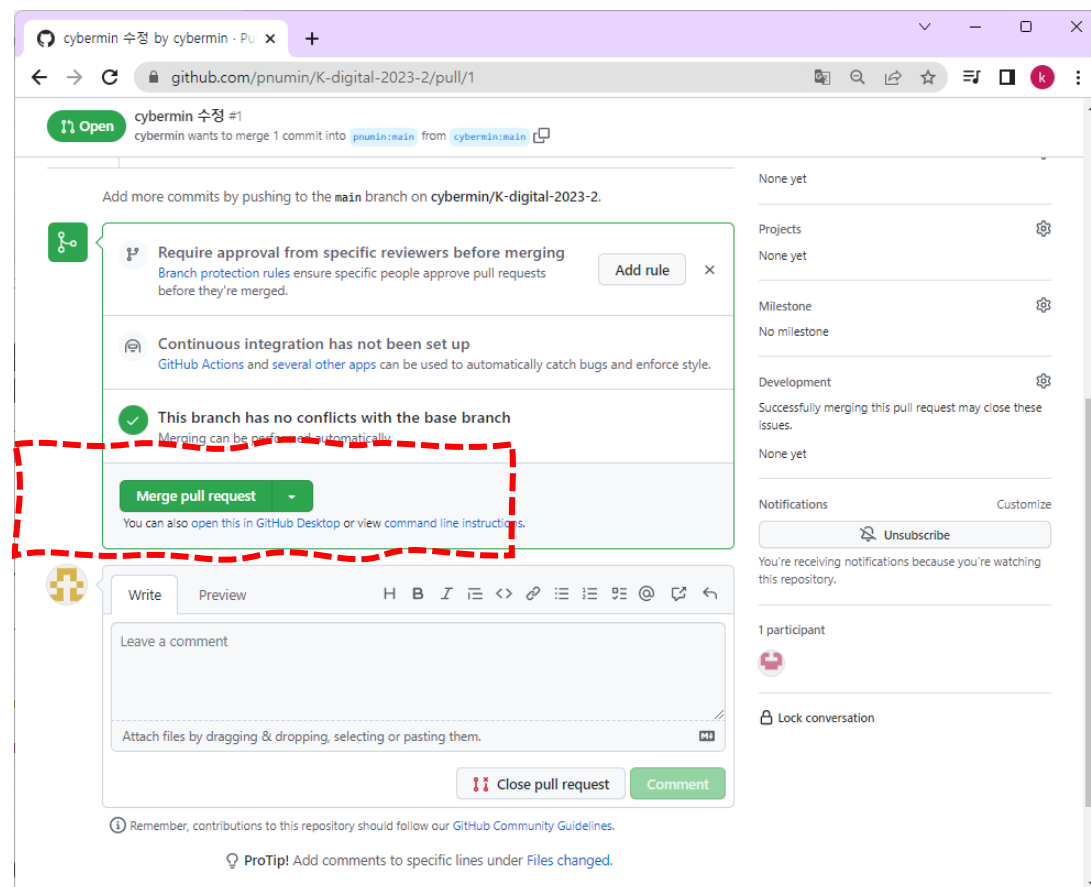 cybermin 수정 by cybermin · Pu
github.com/pnumin/K-digital-2023-2/pull/1
k
Open
cybermin 수정 #1
cybermin wants to merge 1 commit into pnumin:main from cybermin:main
None yet
Add more commits by pushing to the main branch on cybermin/K-digital-2023-2.
Projects
None yet
Require approval from specific reviewers before merging
Branch protection rules ensure specific people approve pull requests
before they're merged.
Add rule
Milestone
No milestone
Continuous integration has not been set up
GitHub Actions and several other apps can be used to automatically catch bugs and enforce style.
Development
Successfully merging this pull request may close these
issues.
None yet
This branch has no conflicts with the base branch
Merging can be performed automatically.
Merge pull request
You can also open this in GitHub Desktop or view command line instructions.
Notifications
Customize
Unsubscribe
You're receiving notifications because you're watching
this repository.
Write Preview
Leave a comment
Attach files by dragging & dropping, selecting or pasting them.
1 participant
Lock conversation
Close pull request
Comment
Remember, contributions to this repository should follow our GitHub Community Guidelines.
ProTip! Add comments to specific lines under Files changed.